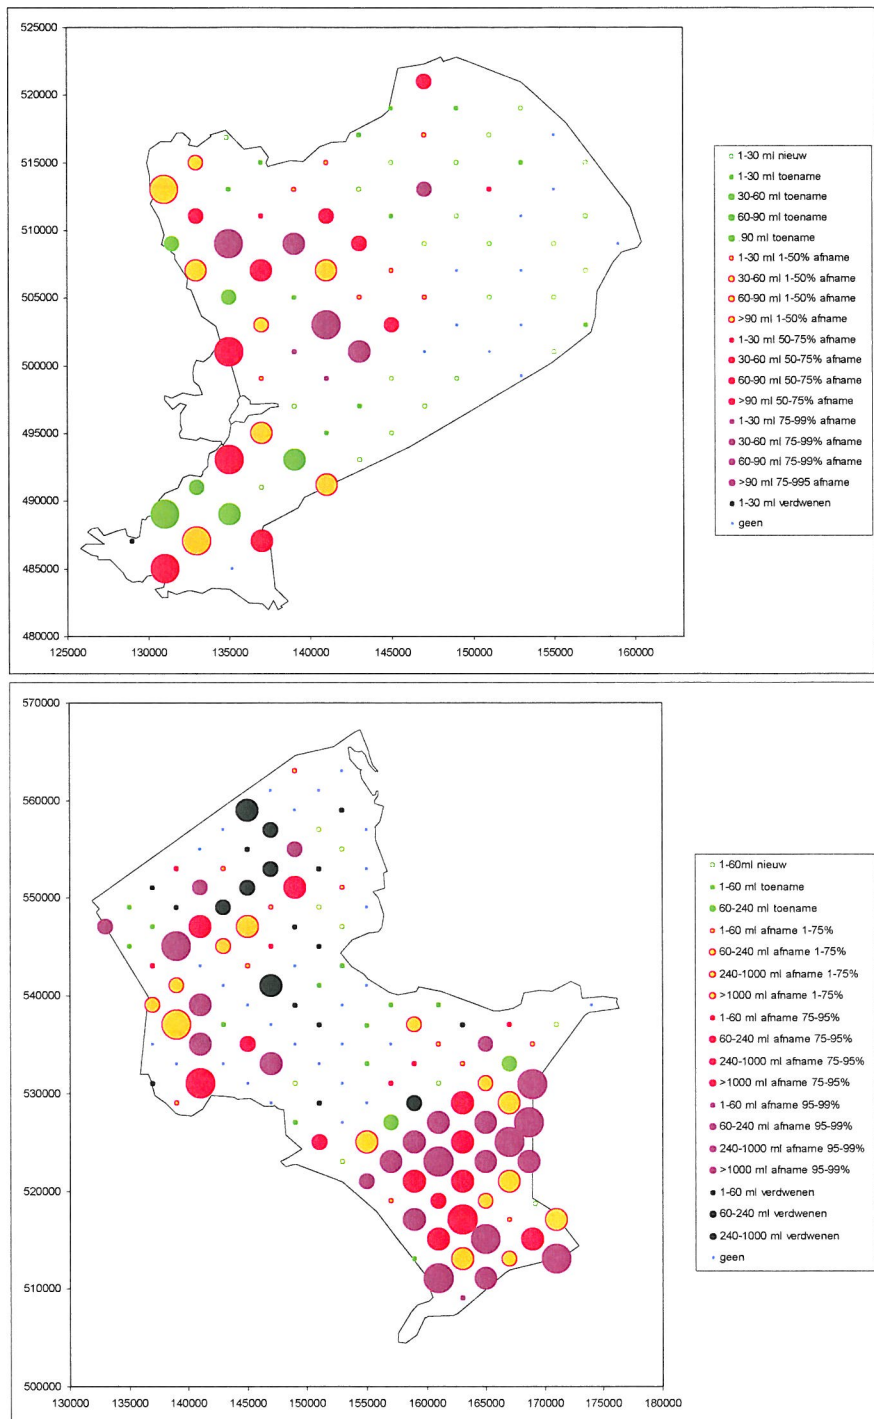 525000
520000
515000
510000
505000
500000
495000
490000
485000
480000
125000 130000 135000 140000 145000 150000 155000 160000
1-30 ml nieuw
1-30 ml toename
30-60 ml toename
60-90 ml toename
90 ml toename
1-30 ml 1-50% afname
30-60 ml 1-50% afname
60-90 ml 1-50% afname
>90 ml 1-50% afname
1-30 ml 50-75% afname
30-60 ml 50-75% afname
60-90 ml 50-75% afname
>90 ml 50-75% afname
1-30 ml 75-99% afname
30-60 ml 75-99% afname
60-90 ml 75-99% afname
>90 ml 75-995 afname
1-30 ml verdwenen
geen
570000
560000
550000
540000
530000
520000
510000
500000
130000 135000 140000 145000 150000 155000 160000 165000 170000 175000 180000
1-60ml nieuw
1-60 ml toename
60-240 ml toename
1-60 ml afname 1-75%
60-240 ml afname 1-75%
240-1000 ml afname 1-75%
>1000 ml afname 1-75%
1-60 ml afname 75-95%
60-240 ml afname 75-95%
240-1000 ml afname 75-95%
>1000 ml afname 75-95%
1-60 ml afname 95-99%
60-240 ml afname 95-99%
240-1000 ml afname 95-99%
>1000 ml afname 95-99%
1-60 ml verdwenen
60-240 ml verdwenen
240-1000 ml verdwenen
geen